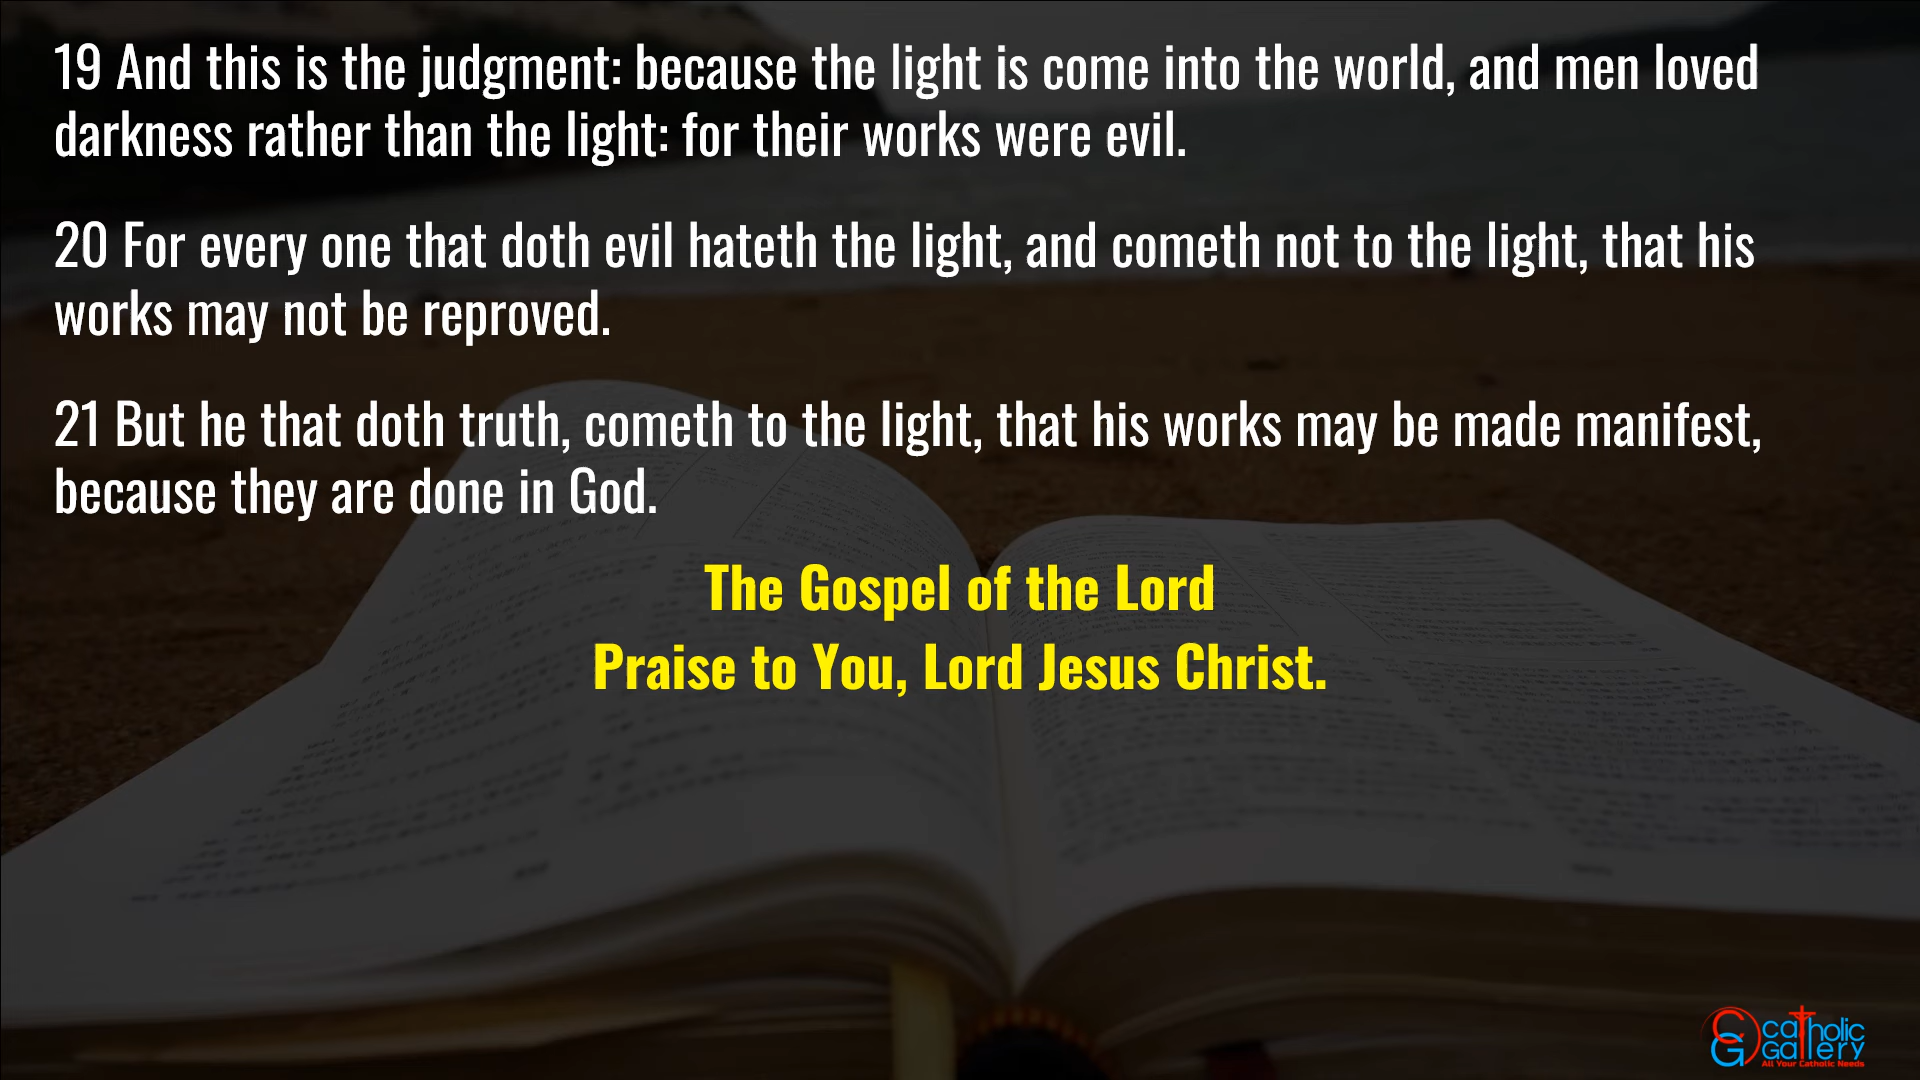 19 And this is the judgment: because the light is come into the world, and men loved
darkness rather than the light: for their works were evil.
20 For every one that doth evil hateth the light, and cometh not to the light, that his
works may not be reproved.
21 But he that doth truth, cometh to the light, that his works may be made manifest,
because they are done in God.
The Gospel of the Lord
Praise to You, Lord Jesus Christ.
CG catholic
gallery
All Your Catholic Needs